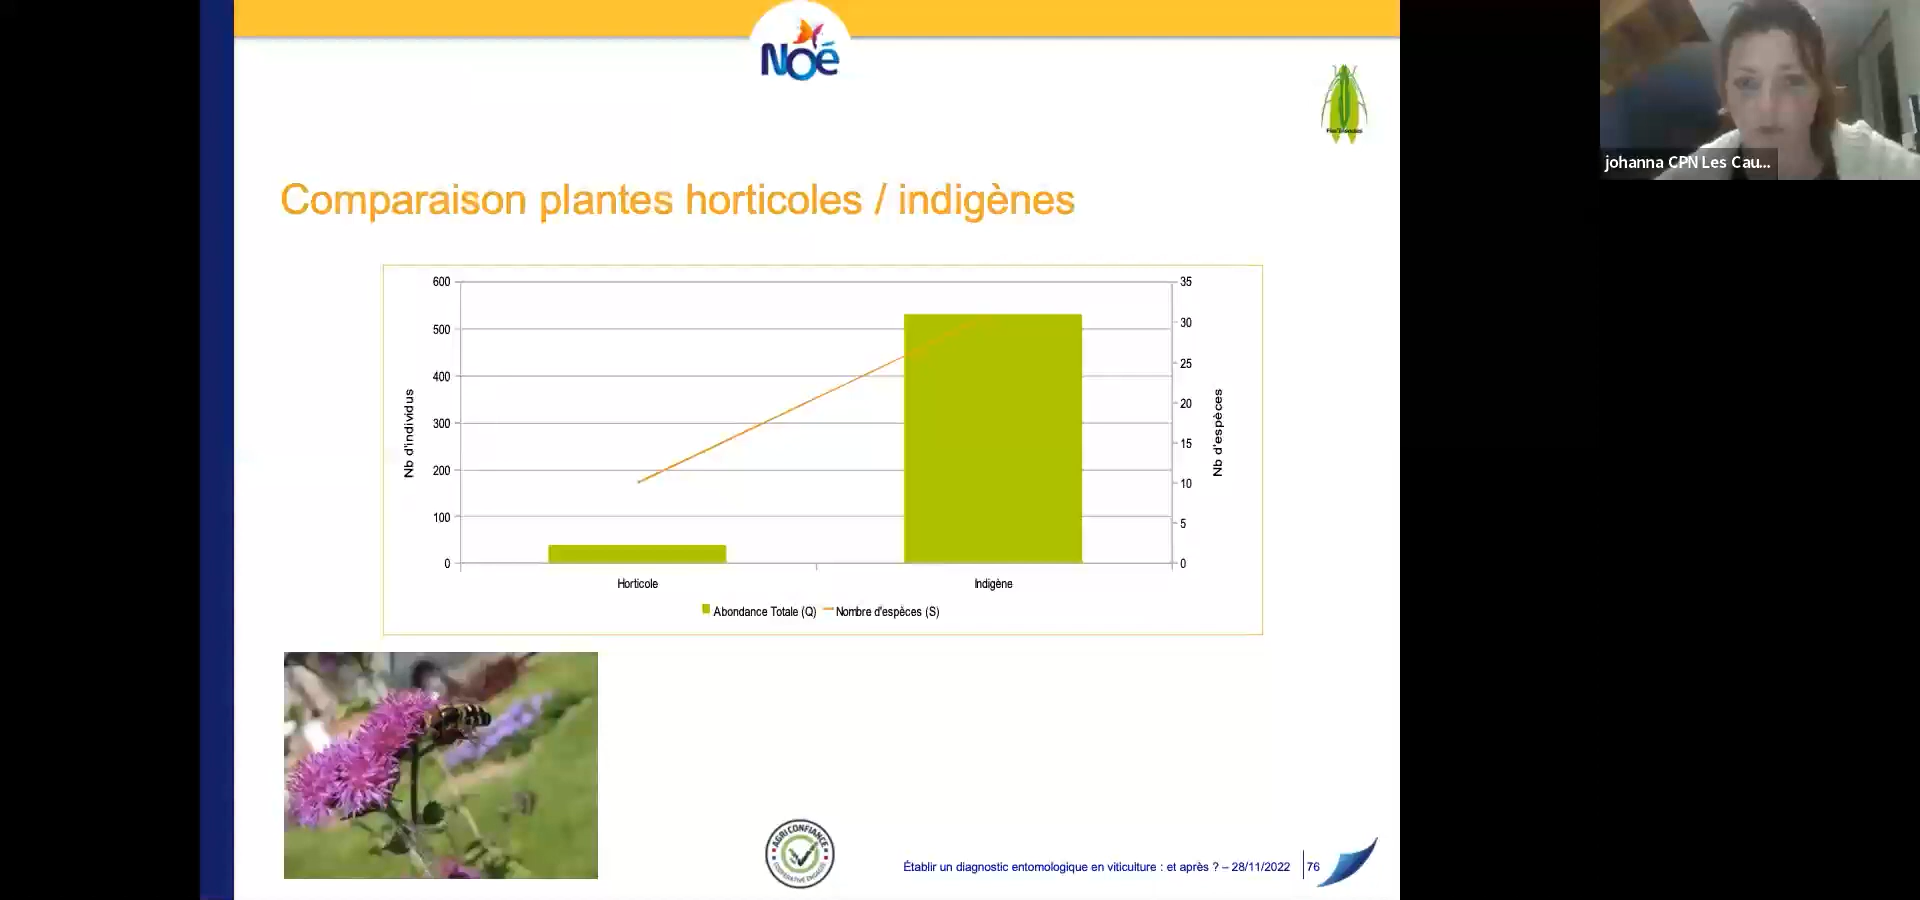 Noé
johanna CPN Les Cau...
Comparaison plantes horticoles / indigènes
600
500
400
300
200
100
0
Nb d'individus
35
30
25
20
15
10
5
0
Nb d'espèces
Horticole
Indigène
Abondance Totale (Q)
Nombre d'espèces (S)
AGRI CONFIANCE
Établir un diagnostic entomologique en viticulture : et après ? – 28/11/2022
76